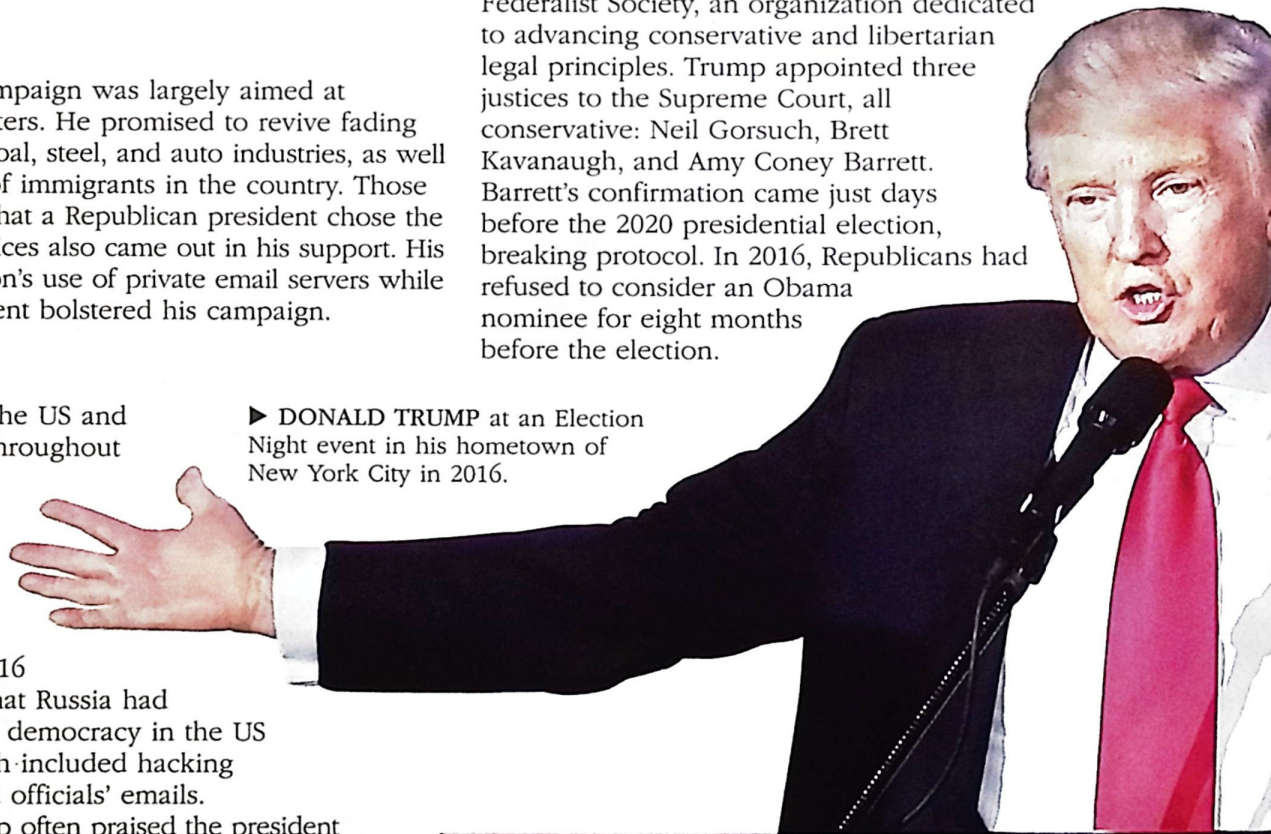 mpaign was largely aimed at
ters. He promised to revive fading
oal, steel, and auto industries, as well
f immigrants in the country. Those
hat a Republican president chose the
ices also came out in his support. His
on's use of private email servers while
ent bolstered his campaign.
Federalist Society, an organization dedicated
to advancing conservative and libertarian
legal principles. Trump appointed three
justices to the Supreme Court, all
conservative: Neil Gorsuch, Brett
Kavanaugh, and Amy Coney Barrett.
Barrett's confirmation came just days
before the 2020 presidential election,
breaking protocol. In 2016, Republicans had
refused to consider an Obama
nominee for eight months
before the election.
he US and
hroughout
▶ DONALD TRUMP at an Election
Night event in his hometown of
New York City in 2016.
16
hat Russia had
democracy in the US
h included hacking
officials' emails.
p often praised the president